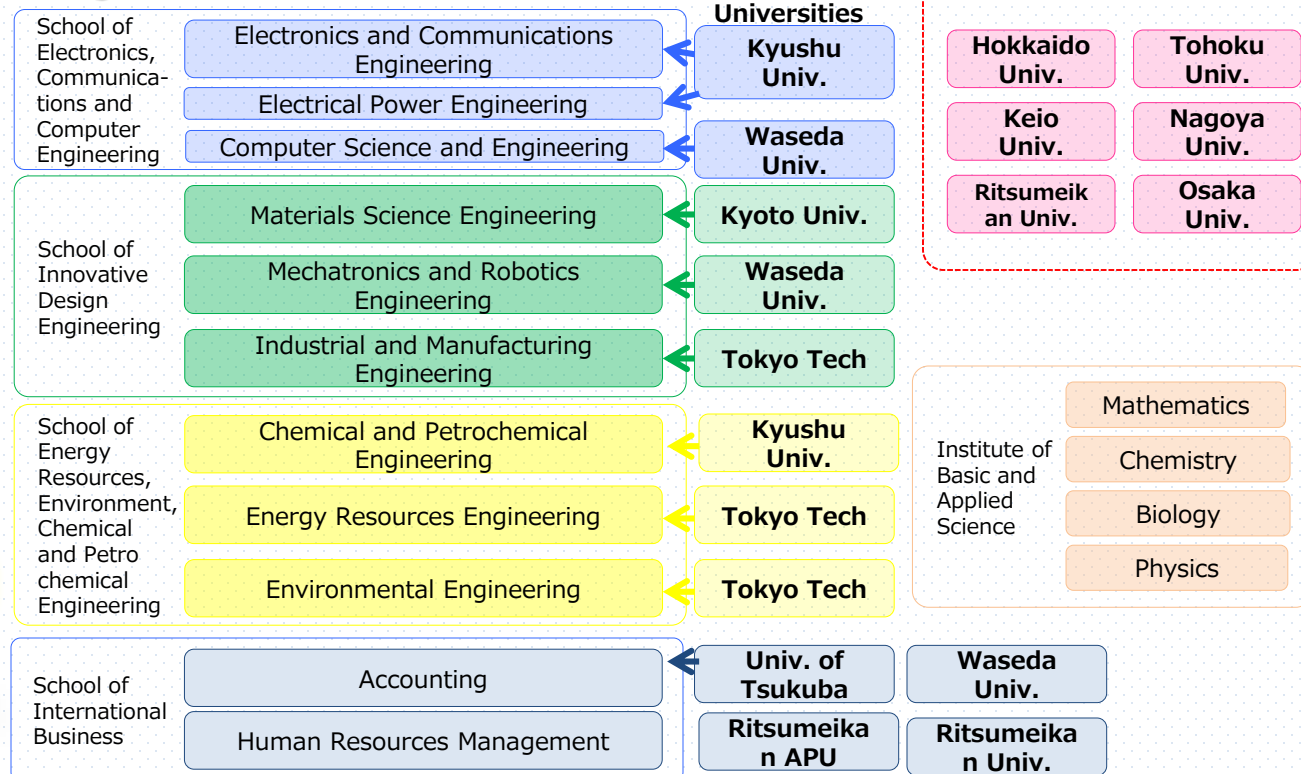 School of
Electronics,
Communica-
tions and
Computer
Engineering
Electronics and Communications
Engineering
Electrical Power Engineering
Computer Science and Engineering
Universities
Kyushu
Univ.
Waseda
Univ.
Hokkaido
Univ.
Tohoku
Univ.
Keio
Univ.
Nagoya
Univ.
Ritsumeik
an Univ.
Osaka
Univ.
School of
Innovative
Design
Engineering
Materials Science Engineering
Mechatronics and Robotics
Engineering
Industrial and Manufacturing
Engineering
Kyoto Univ.
Waseda
Univ.
Tokyo Tech
School of
Energy
Resources,
Environment,
Chemical
and Petro
chemical
Engineering
Chemical and Petrochemical
Engineering
Energy Resources Engineering
Environmental Engineering
Kyushu
Univ.
Tokyo Tech
Tokyo Tech
Institute of
Basic and
Applied
Science
Mathematics
Chemistry
Biology
Physics
School of
International
Business
Accounting
Human Resources Management
Univ. of
Tsukuba
Waseda
Univ.
Ritsumeika
n APU
Ritsumeika
n Univ.